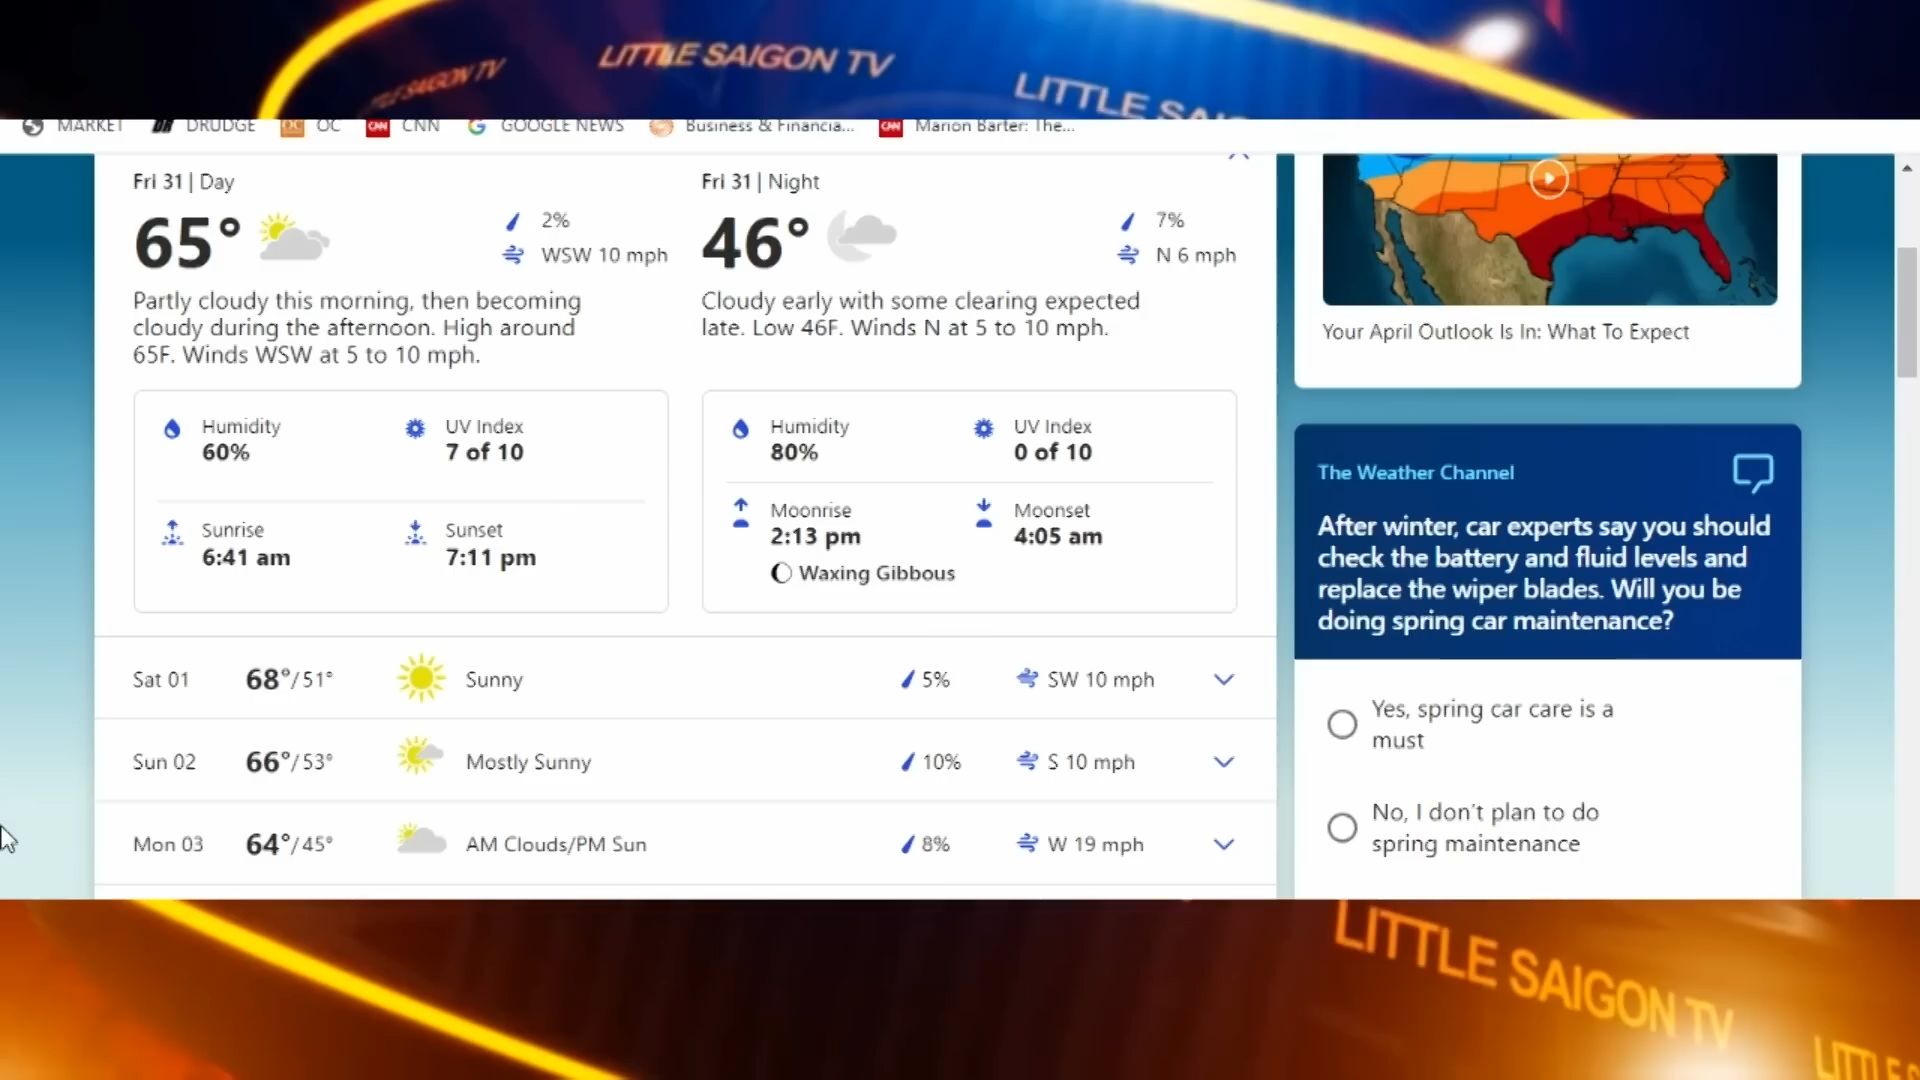 LITTLE SAIGON TV
LITTLE SAIGON TV
LITTLE SAI
MARKET DRUDGE OC OC CNN CNN GOOGLE NEWS Business & Financia... CNN Marion Barter: The...
Fri 31 | Day
65°
2%
WSW 10 mph
Partly cloudy this morning, then becoming
cloudy during the afternoon. High around
65F. Winds WSW at 5 to 10 mph.
Humidity
60%
UV Index
7 of 10
Sunrise
6:41 am
Sunset
7:11 pm
Fri 31 | Night
46°
7%
N 6 mph
Cloudy early with some clearing expected
late. Low 46F. Winds N at 5 to 10 mph.
Humidity
80%
UV Index
0 of 10
Moonrise
2:13 pm
Waxing Gibbous
Moonset
4:05 am
Sat 01 68°/51° Sunny 5% SW 10 mph
Sun 02 66°/53° Mostly Sunny 10% S 10 mph
Mon 03 64°/45° AM Clouds/PM Sun 8% W 19 mph
Your April Outlook Is In: What To Expect
The Weather Channel
After winter, car experts say you should
check the battery and fluid levels and
replace the wiper blades. Will you be
doing spring car maintenance?
Yes, spring car care is a
must
No, I don't plan to do
spring maintenance
LITTLE SAIGON TV
LITTLE S